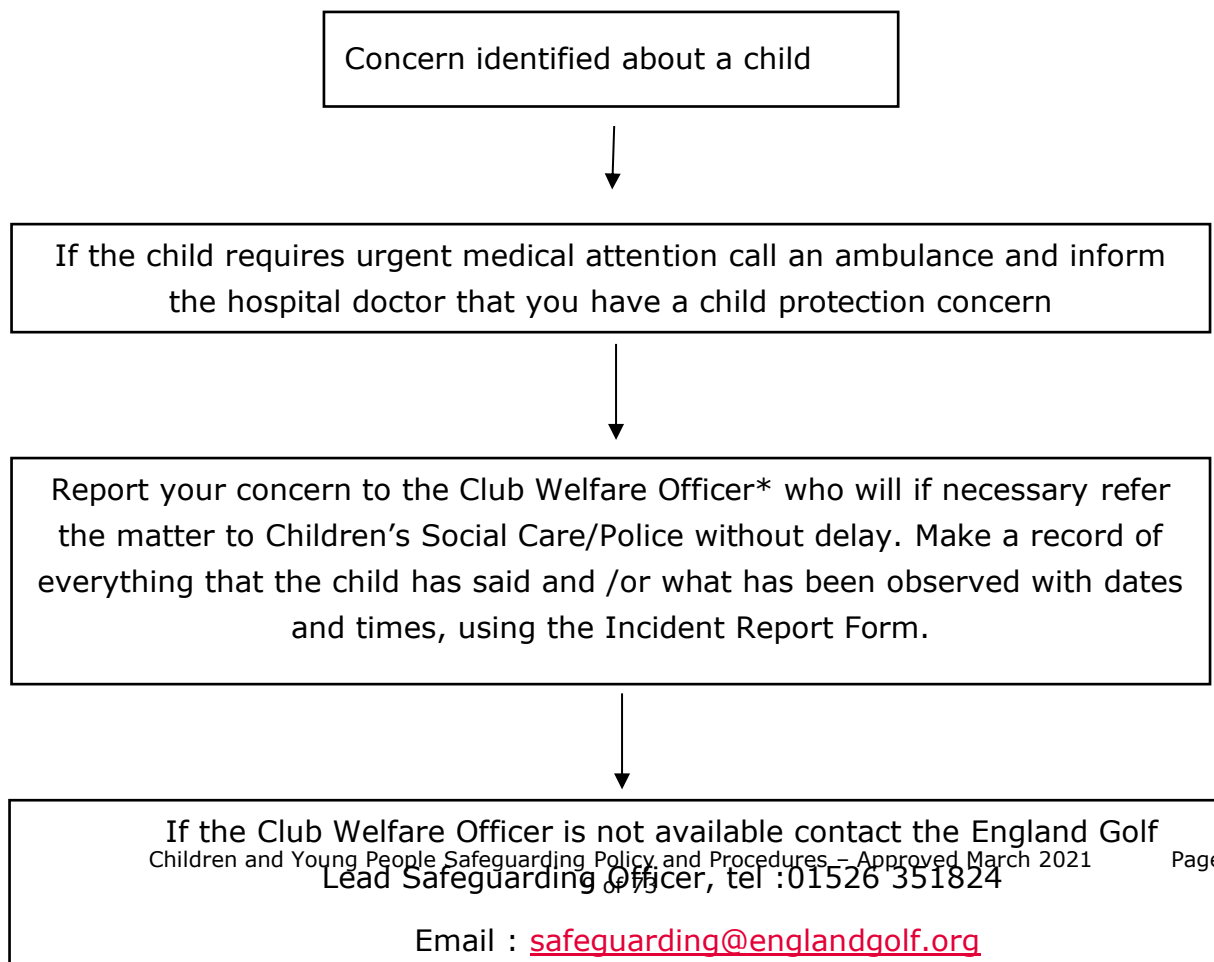 Concern identified about a child
If the child requires urgent medical attention call an ambulance and inform
the hospital doctor that you have a child protection concern
Report your concern to the Club Welfare Officer* who will if necessary refer
the matter to Children’s Social Care/Police without delay. Make a record of
everything that the child has said and /or what has been observed with dates
and times, using the Incident Report Form.
If the Club Welfare Officer is not available contact the England Golf
Children and Young People Safeguarding Policy and Procedures – Approved March 2021 Page
Lead Safeguarding Officer, tel :01526 351824
of 73
Email : safeguarding@englandgolf.org